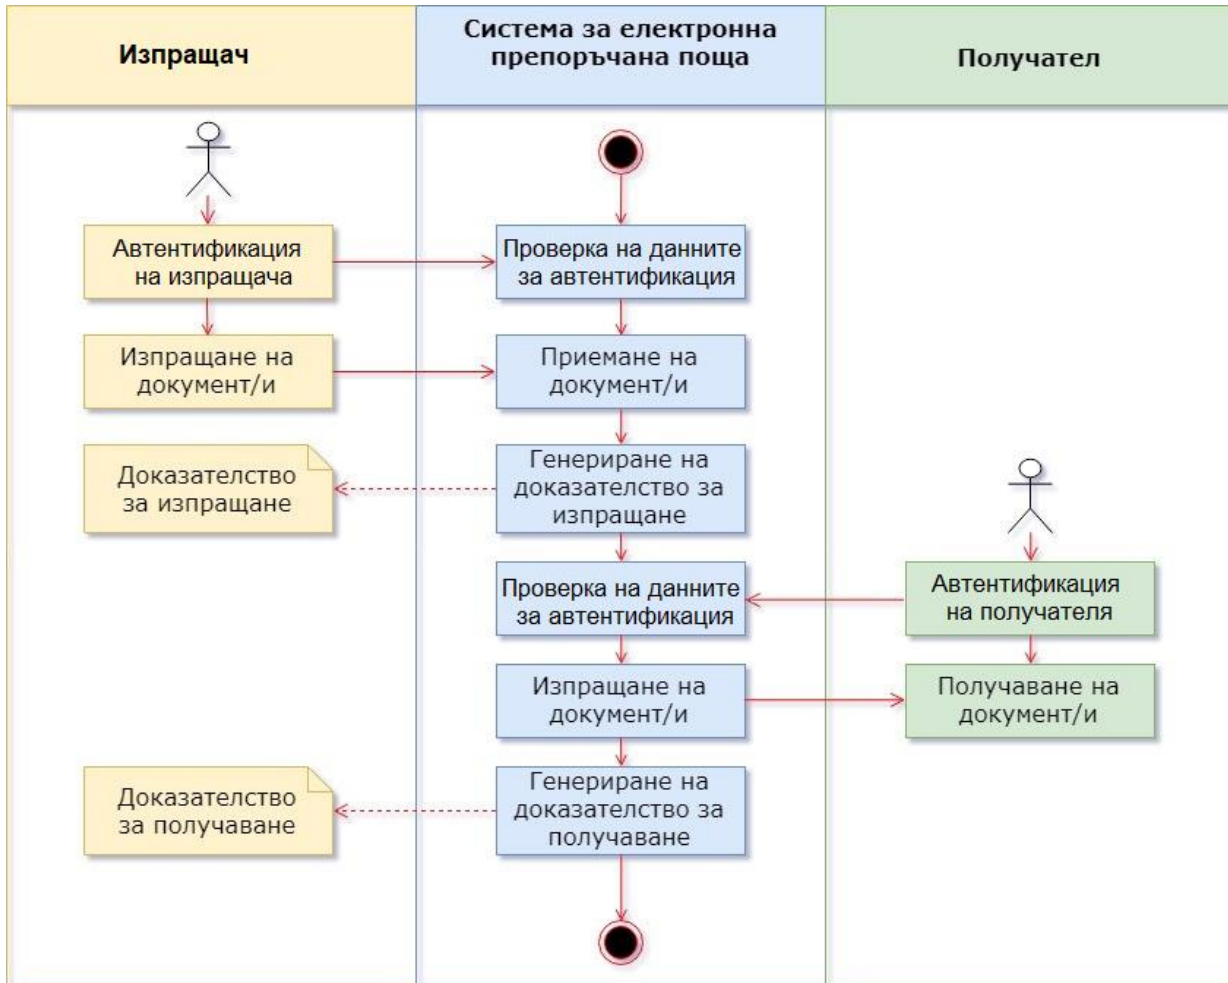 Изпращач
Система за електронна
препоръчана поща
Получател
Автентификация
на изпращача
Проверка на данните
за автентификация
Изпращане на
документ/и
Приемане на
документ/и
Доказателство
за изпращане
Генериране на
доказателство за
изпращане
Проверка на данните
за автентификация
Автентификация
на получателя
Изпращане на
документ/и
Получаване на
документ/и
Доказателство
за получаване
Генериране на
доказателство за
получаване